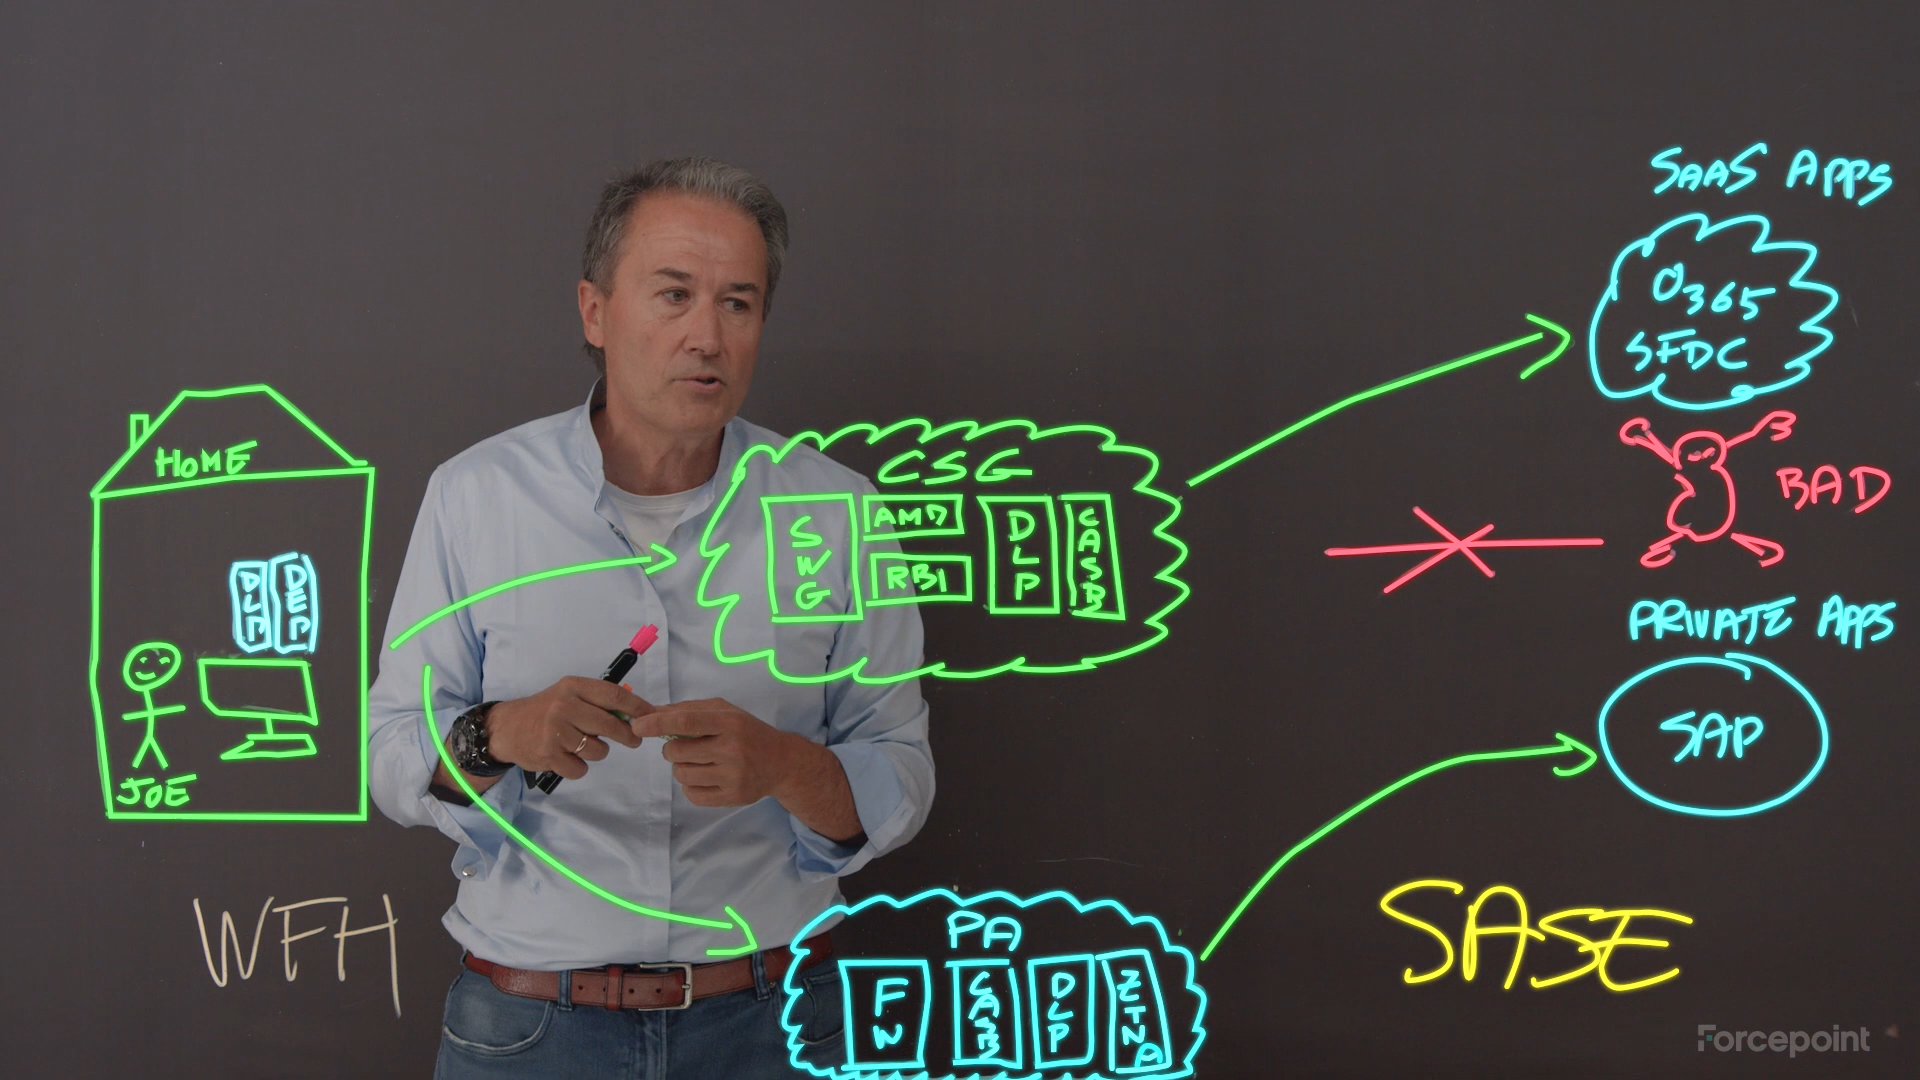 SAAS APPS
O365
SFDC
HOME
CSG
SWG
AMD
RBI
DLP
CASB
BAD
DLP
DEP
PRIVATE APPS
SAP
JOE
WFH
SASE
PA
FW
CASB
DLP
ZTNA
Forcepoint